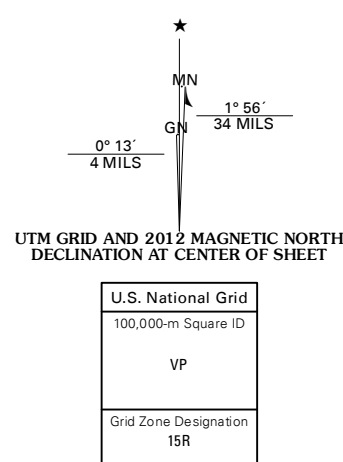 ★
MN
1° 56´
34 MILS
GN
0° 13´
4 MILS
UTM GRID AND 2012 MAGNETIC NORTH
DECLINATION AT CENTER OF SHEET
U.S. National Grid
100,000-m Square ID
VP
Grid Zone Designation
15R